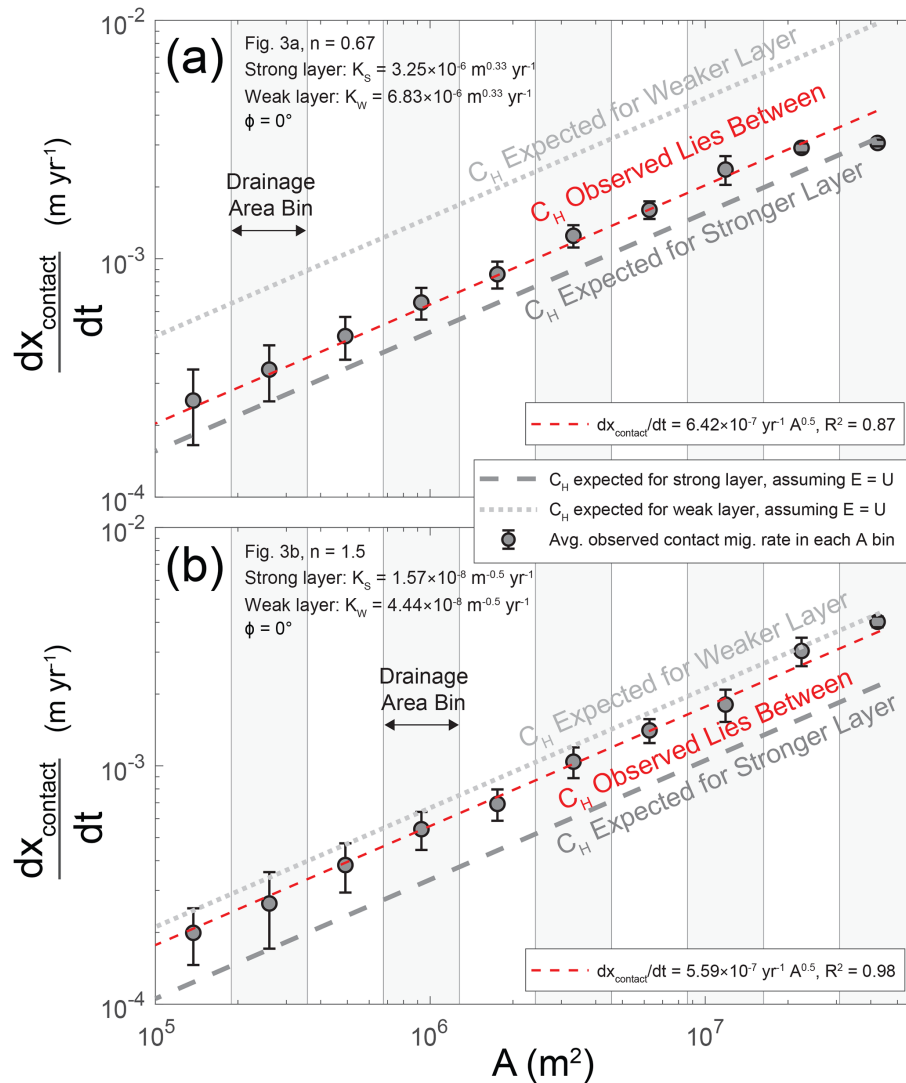 (a)
Fig. 3a, n = 0.67
Strong layer: K_S = 3.25×10⁻⁶ m^0.33 yr⁻¹
Weak layer: K_W = 6.83×10⁻⁶ m^0.33 yr⁻¹
ϕ = 0°
Drainage
Area Bin
C_H Expected for Weaker Layer
C_H Observed Lies Between
C_H Expected for Stronger Layer
10⁻²
10⁻³
10⁻⁴
dx_contact
dt
(m yr⁻¹)
dx_contact/dt = 6.42×10⁻⁷ yr⁻¹ A^0.5, R² = 0.87
C_H expected for strong layer, assuming E = U
C_H expected for weak layer, assuming E = U
Avg. observed contact mig. rate in each A bin
(b)
Fig. 3b, n = 1.5
Strong layer: K_S = 1.57×10⁻⁸ m^-0.5 yr⁻¹
Weak layer: K_W = 4.44×10⁻⁸ m^-0.5 yr⁻¹
ϕ = 0°
Drainage
Area Bin
C_H Expected for Weaker Layer
C_H Observed Lies Between
C_H Expected for Stronger Layer
10⁻²
10⁻³
10⁻⁴
dx_contact
dt
(m yr⁻¹)
dx_contact/dt = 5.59×10⁻⁷ yr⁻¹ A^0.5, R² = 0.98
10⁵
10⁶
10⁷
A (m²)